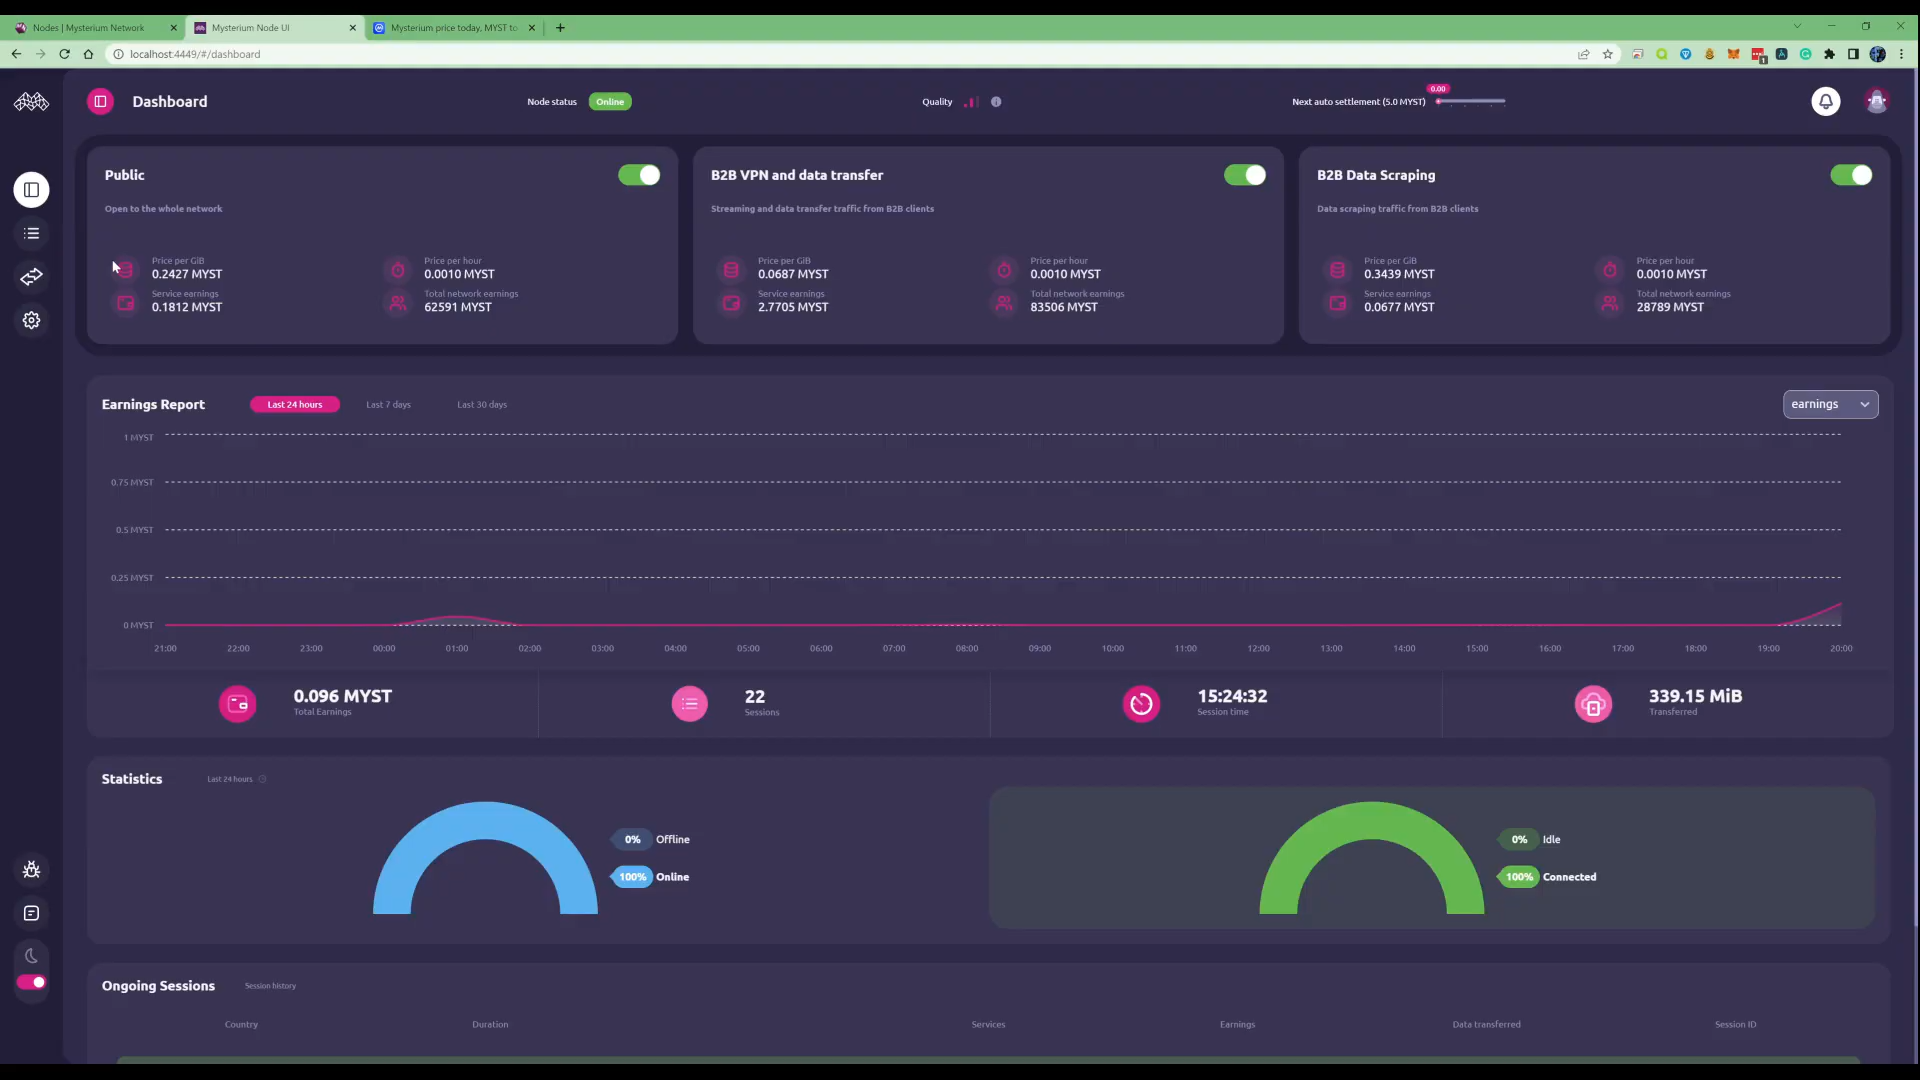 Nodes | Mysterium Network
Mysterium Node UI
Mysterium price today, MYST to
localhost:4449/#/dashboard
1
Dashboard
Node status Online
Quality
Next auto settlement (5.0 MYST)
0.00
Public
Open to the whole network
Price per GiB
0.2427 MYST
Price per hour
0.0010 MYST
Service earnings
0.1812 MYST
Total network earnings
62591 MYST
B2B VPN and data transfer
Streaming and data transfer traffic from B2B clients
Price per GiB
0.0687 MYST
Price per hour
0.0010 MYST
Service earnings
2.7705 MYST
Total network earnings
83506 MYST
B2B Data Scraping
Data scraping traffic from B2B clients
Price per GiB
0.3439 MYST
Price per hour
0.0010 MYST
Service earnings
0.0677 MYST
Total network earnings
28789 MYST
Earnings Report Last 24 hours Last 7 days Last 30 days earnings
1 MYST
0.75 MYST
0.5 MYST
0.25 MYST
0 MYST
21:00 22:00 23:00 00:00 01:00 02:00 03:00 04:00 05:00 06:00 07:00 08:00 09:00 10:00 11:00 12:00 13:00 14:00 15:00 16:00 17:00 18:00 19:00 20:00
0.096 MYST
Total Earnings
22
Sessions
15:24:32
Session time
339.15 MiB
Transferred
Statistics Last 24 hours
0% Offline
100% Online
0% Idle
100% Connected
Ongoing Sessions Session history
Country Duration Services Earnings Data transferred Session ID